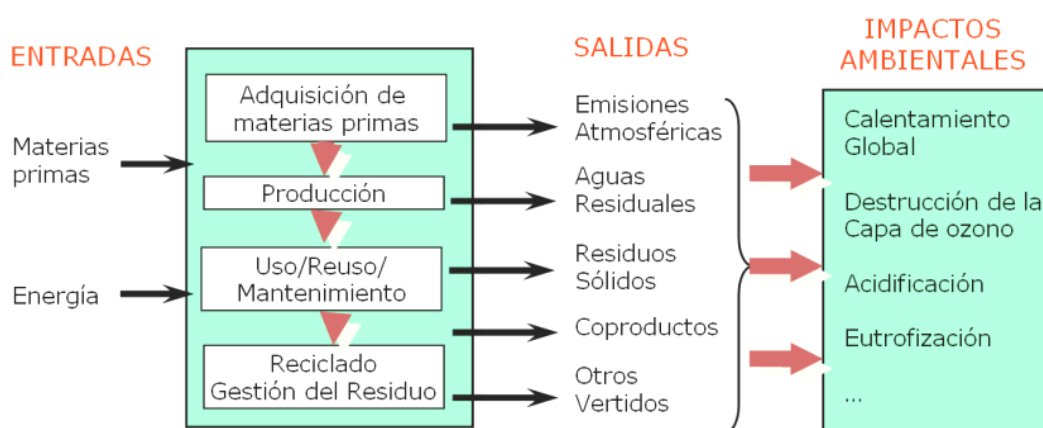 ENTRADAS
Materias
primas
Energía
Adquisición de
materias primas
Producción
Uso/Reuso/
Mantenimiento
Reciclado
Gestión del Residuo
SALIDAS
Emisiones
Atmosféricas
Aguas
Residuales
Residuos
Sólidos
Coproductos
Otros
Vertidos
IMPACTOS
AMBIENTALES
Calentamiento
Global
Destrucción de la
Capa de ozono
Acidificación
Eutrofización
...